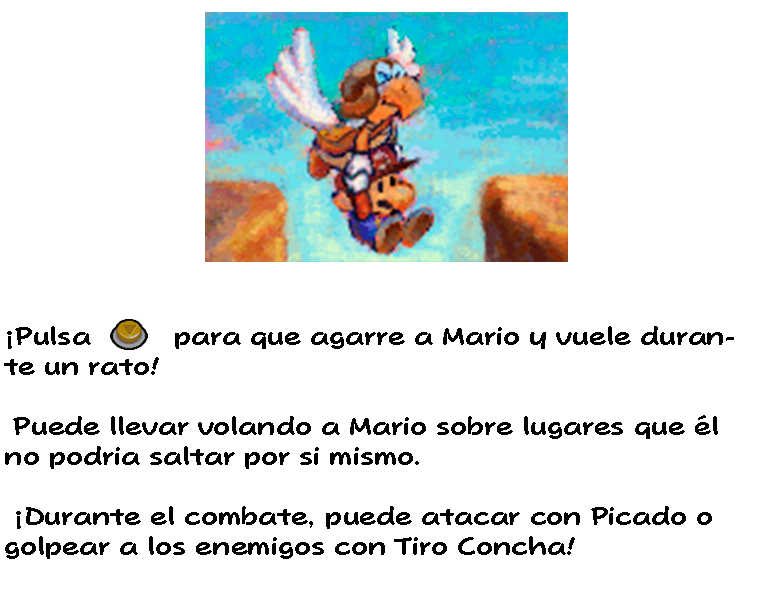 ¡Pulsa para que agarre a Mario y vuele duran-
te un rato!
Puede llevar volando a Mario sobre lugares que él
no podria saltar por si mismo.
¡Durante el combate, puede atacar con Picado o
golpear a los enemigos con Tiro Concha!